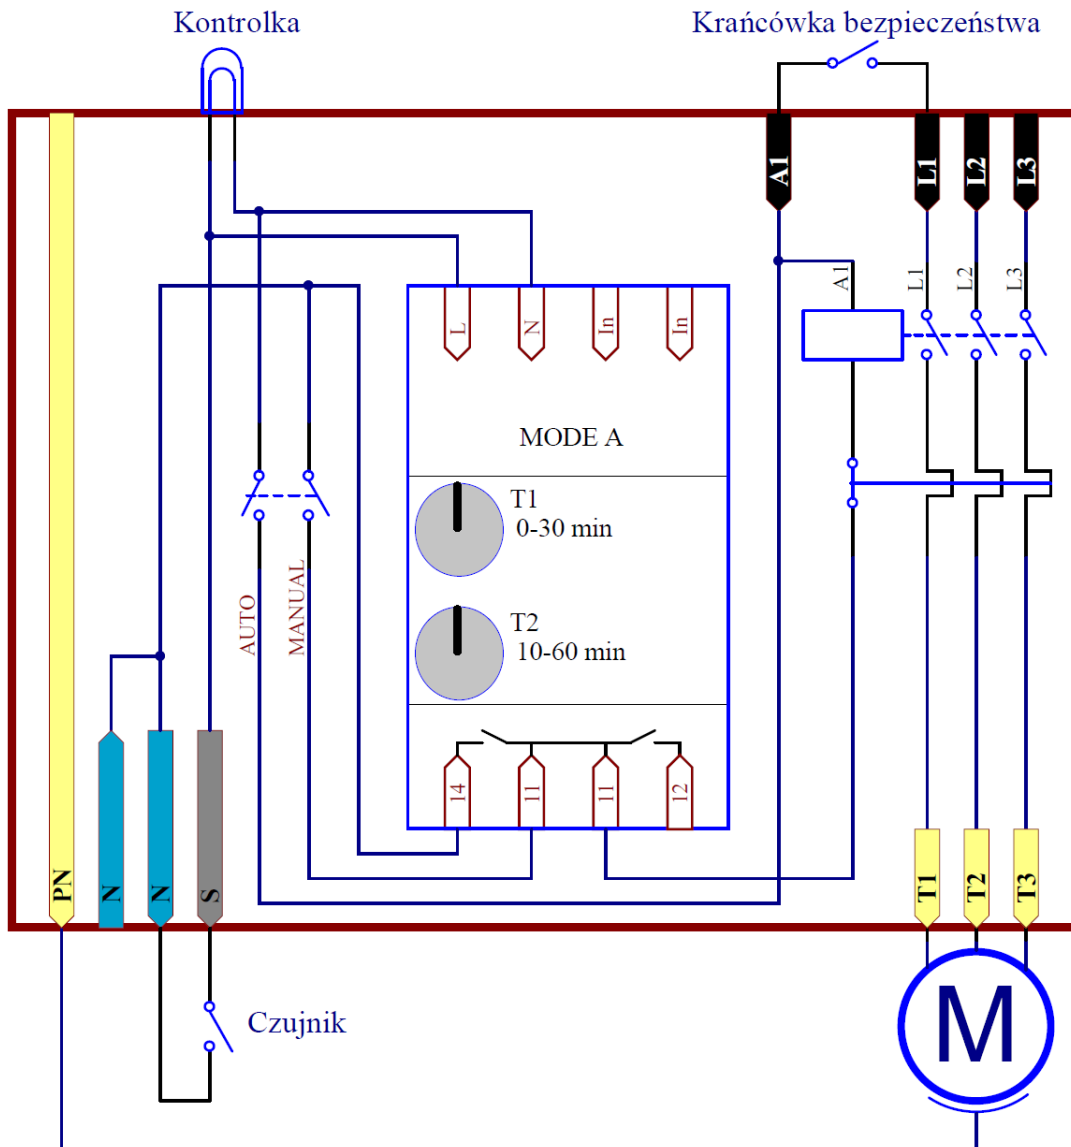 Kontrolka
Krańcówka bezpieczeństwa
A1
L1
L2
L3
A1
L1
L2
L3
L
N
In
In
MODE A
T1
0-30 min
T2
10-60 min
AUTO
MANUAL
14
11
11
12
PN
N
N
S
T1
T2
T3
Czujnik
M